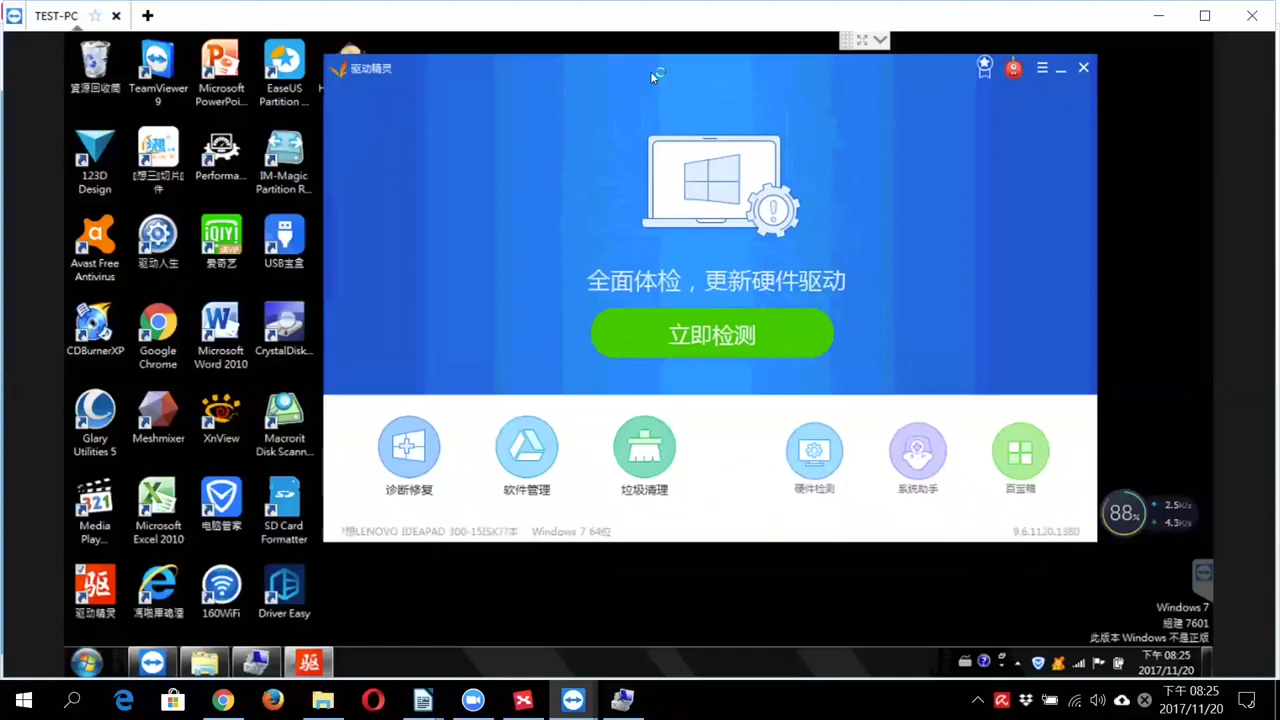 TEST-PC
資源回收筒
TeamViewer 9
Microsoft PowerPoi...
EaseUS Partition ...
123D Design
Performa...
IM-Magic Partition R...
Avast Free Antivirus
驱动人生
爱奇艺
USB宝盒
CDBurnerXP
Google Chrome
Microsoft Word 2010
CrystalDisk...
Glary Utilities 5
Meshmixer
XnView
Macrorit Disk Scann...
Media Play...
Microsoft Excel 2010
电脑管家
SD Card Formatter
驱动精灵
160WiFi
Driver Easy
驱动精灵
全面体检，更新硬件驱动
立即检测
诊断修复
软件管理
垃圾清理
硬件检测
系统助手
百宝箱
LENOVO IDEAPAD 300-15ISK??本 Windows 7 64位
9.6.1120.1380
88%
2.5K/s
4.3K/s
Windows 7
組建 7601
此版本 Windows 不是正版
下午 08:25
2017/11/20
下午 08:25
2017/11/20